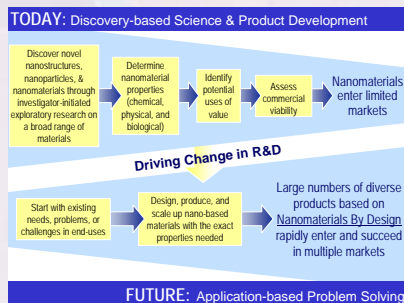 TODAY: Discovery-based Science & Product Development
Discover novel
nanostructures,
nanoparticles, &
nanomaterials through
investigator-initiated
exploratory research on
a broad range of
materials
Determine
nanomaterial
properties
(chemical,
physical, and
biological)
Identify
potential
uses of
value
Assess
commercial
viability
Nanomaterials
enter limited
markets
Driving Change in R&D
Start with existing
needs, problems, or
challenges in end-uses
Design, produce, and
scale up nano-based
materials with the exact
properties needed
Large numbers of diverse
products based on
Nanomaterials By Design
rapidly enter and succeed
in multiple markets
FUTURE: Application-based Problem Solving